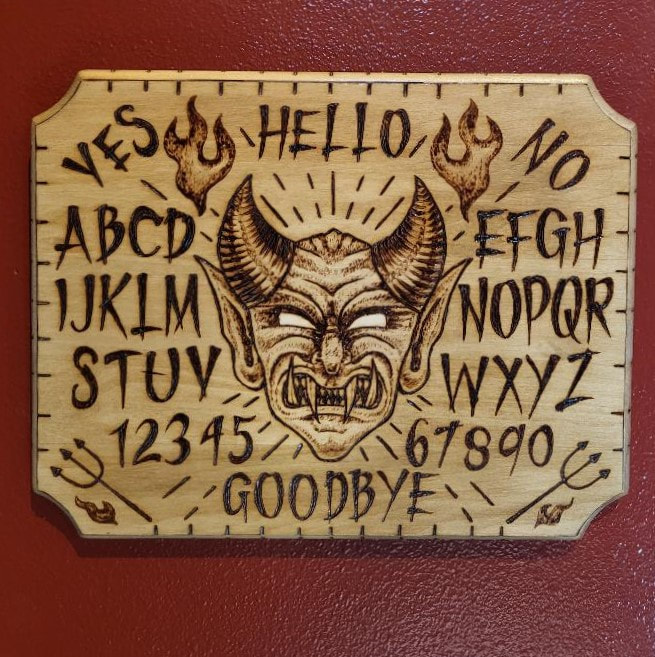 YES HELLO NO
ABCD EFGH
IJKLM NOPQR
STUV WXYZ
12345 67890
GOODBYE